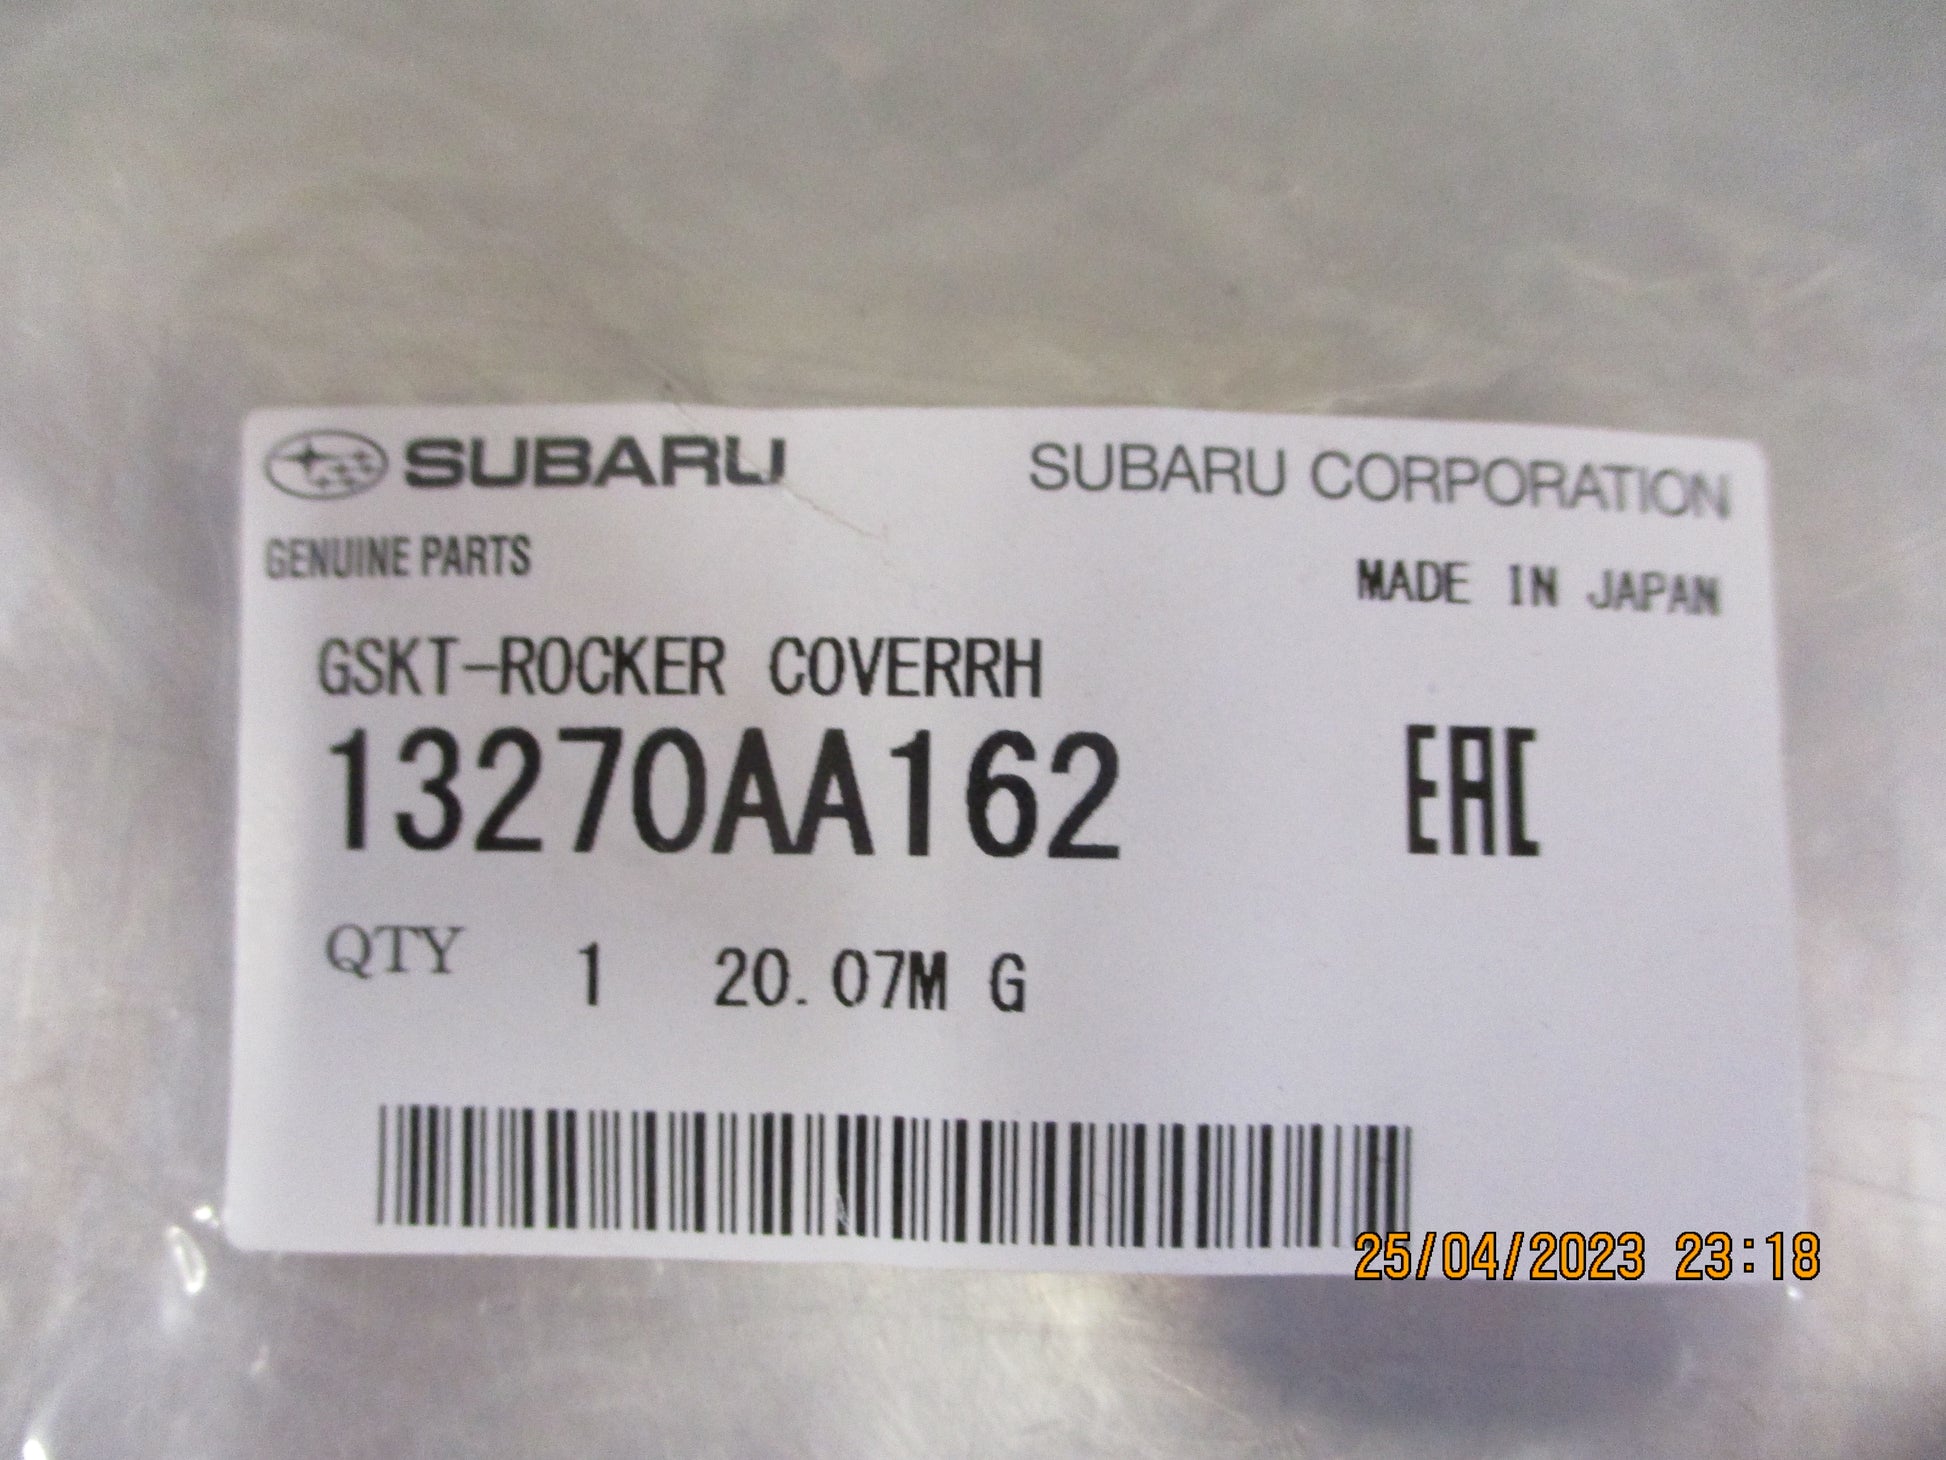 SUBARU SUBARU CORPORATION
GENUINE PARTS MADE IN JAPAN
GSKT-ROCKER COVERRH
13270AA162 EAC
QTY 1 20.07M G
25/04/2023 23:18